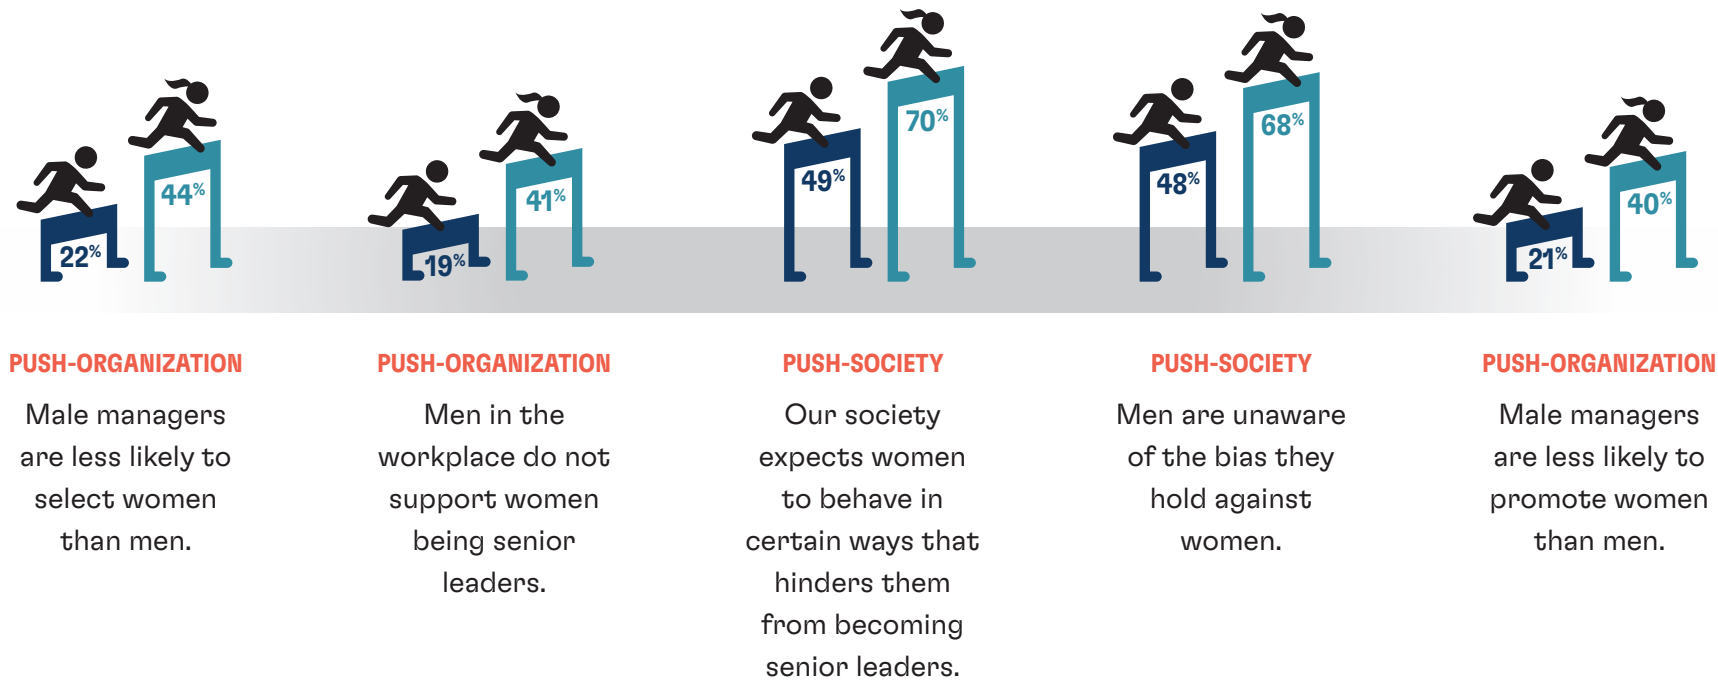 22%
44%
PUSH-ORGANIZATION
Male managers
are less likely to
select women
than men.
19%
41%
PUSH-ORGANIZATION
Men in the
workplace do not
support women
being senior
leaders.
49%
70%
PUSH-SOCIETY
Our society
expects women
to behave in
certain ways that
hinders them
from becoming
senior leaders.
48%
68%
PUSH-SOCIETY
Men are unaware
of the bias they
hold against
women.
21%
40%
PUSH-ORGANIZATION
Male managers
are less likely to
promote women
than men.